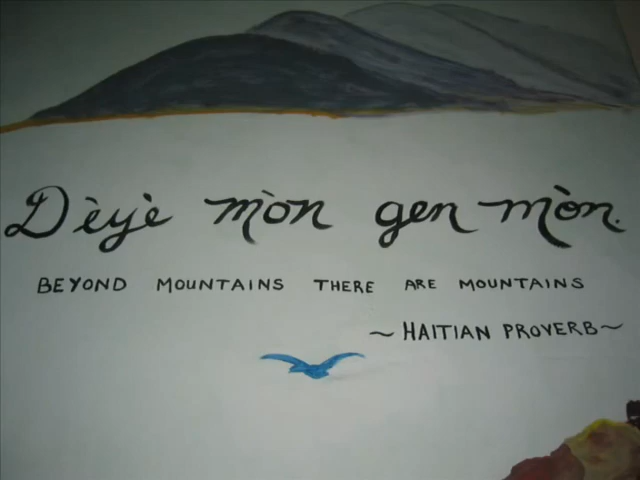 Dèyè mòn gen mòn.
BEYOND MOUNTAINS THERE ARE MOUNTAINS
~ HAITIAN PROVERB ~